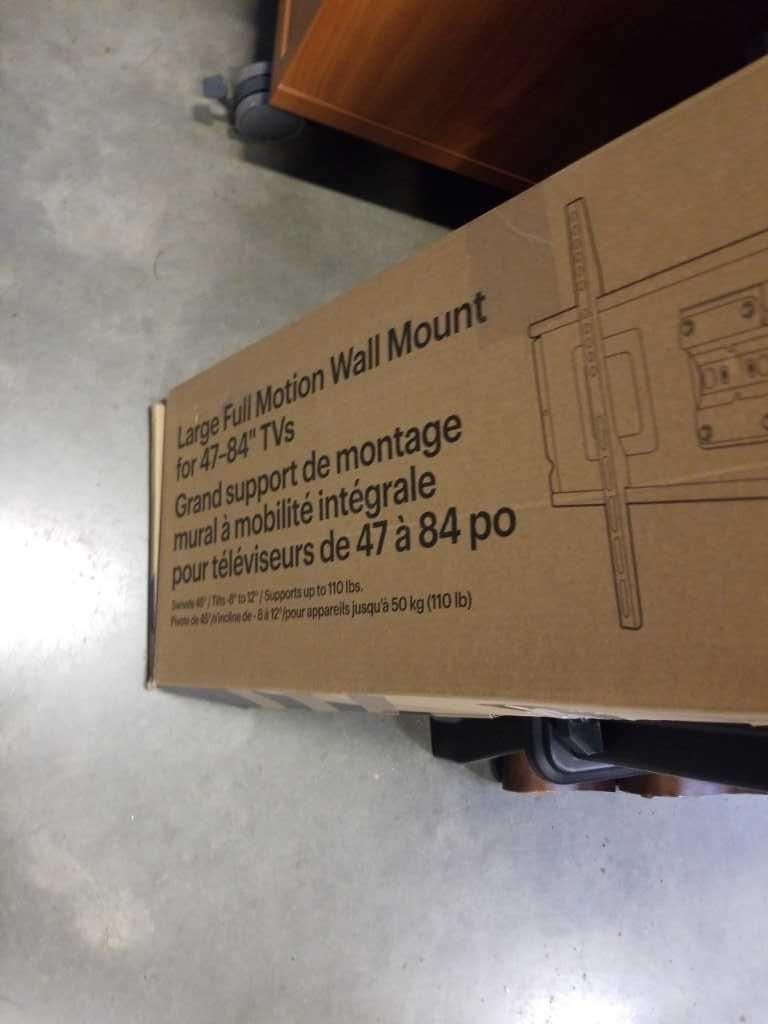 Large Full Motion Wall Mount
for 47-84" TVs
Grand support de montage
mural à mobilité intégrale
pour téléviseurs de 47 à 84 po
Swivels 45° / Tilts -8° to 12° / Supports up to 110 lbs.
Pivote de 45°/s'incline de - 8 à 12°/pour appareils jusqu'à 50 kg (110 lb)